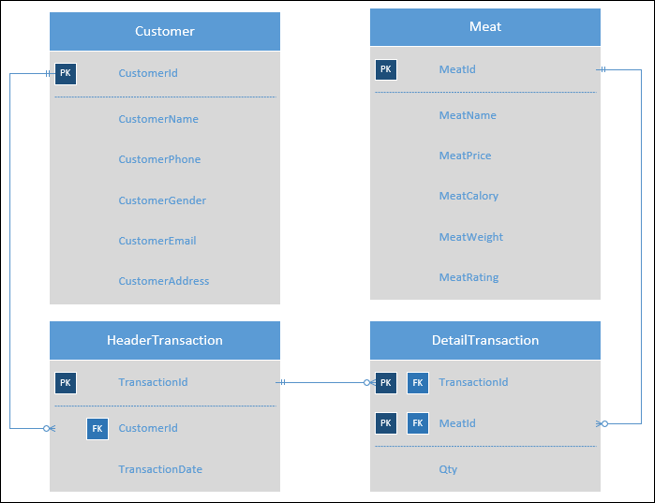 Customer
PK CustomerId
CustomerName
CustomerPhone
CustomerGender
CustomerEmail
CustomerAddress
Meat
PK MeatId
MeatName
MeatPrice
MeatCalory
MeatWeight
MeatRating
HeaderTransaction
PK TransactionId
FK CustomerId
TransactionDate
DetailTransaction
PK FK TransactionId
PK FK MeatId
Qty